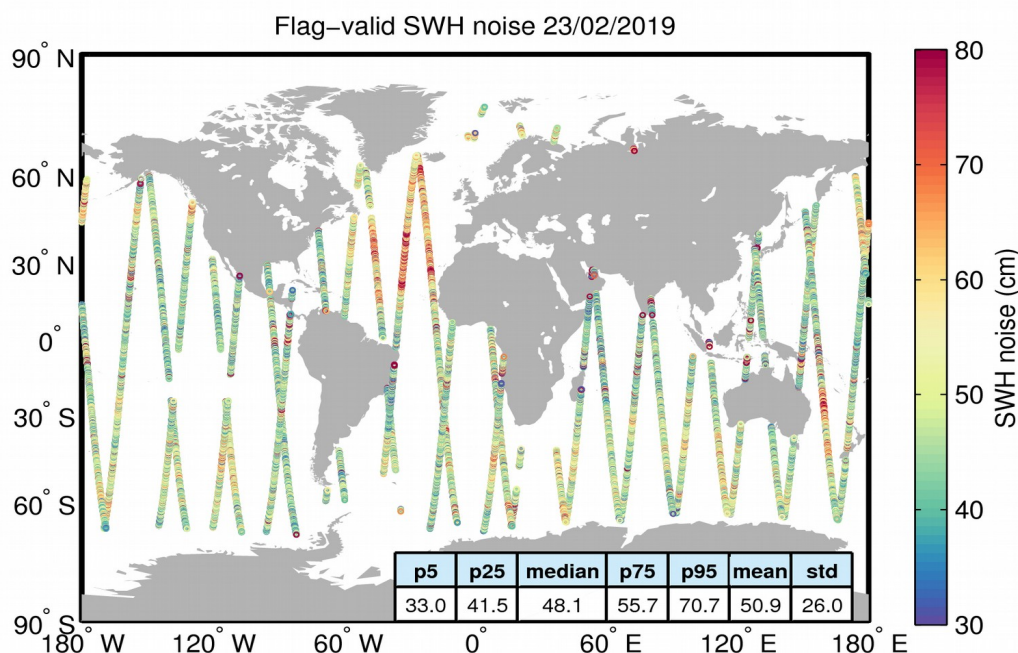 Flag−valid SWH noise 23/02/2019
90° N
60° N
30° N
0°
30° S
60° S
90° S
180° W
120° W
60° W
0°
60° E
120° E
180° E
80
70
60
50
40
30
SWH noise (cm)
p5 p25 median p75 p95 mean std
33.0 41.5 48.1 55.7 70.7 50.9 26.0